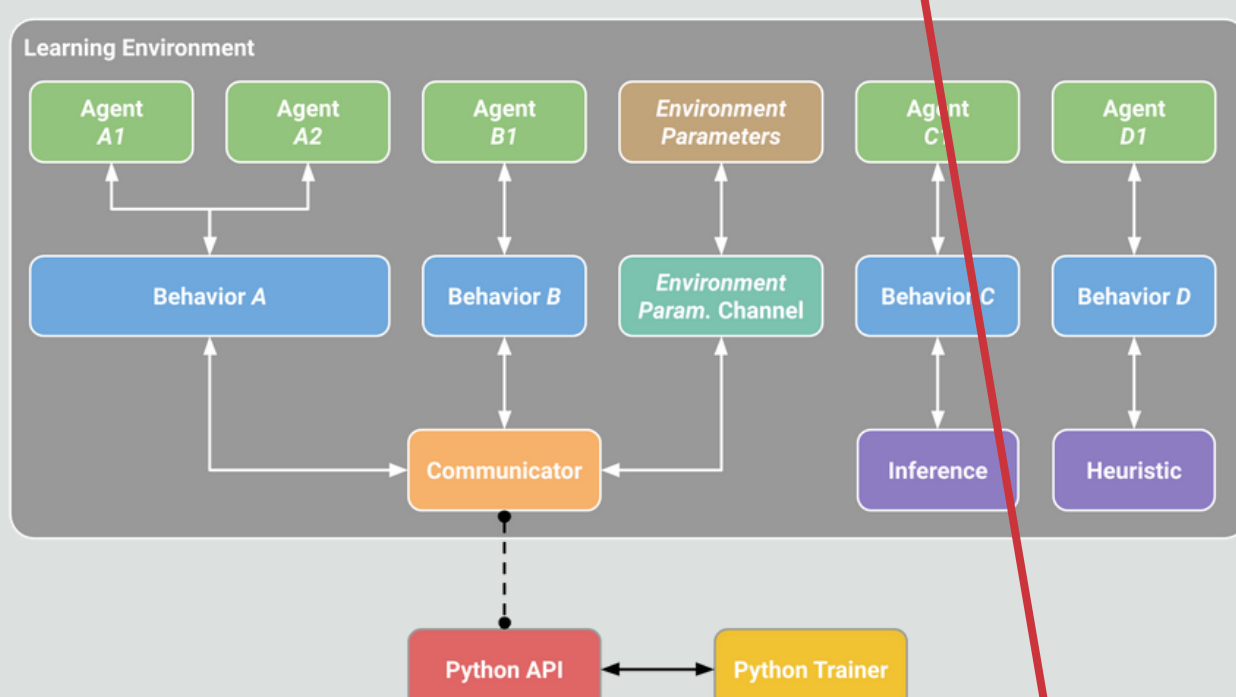 Learning Environment
Agent
A1
Agent
A2
Agent
B1
Environment
Parameters
Agent
C1
Agent
D1
Behavior A
Behavior B
Environment
Param. Channel
Behavior C
Behavior D
Communicator
Inference
Heuristic
Python API
Python Trainer